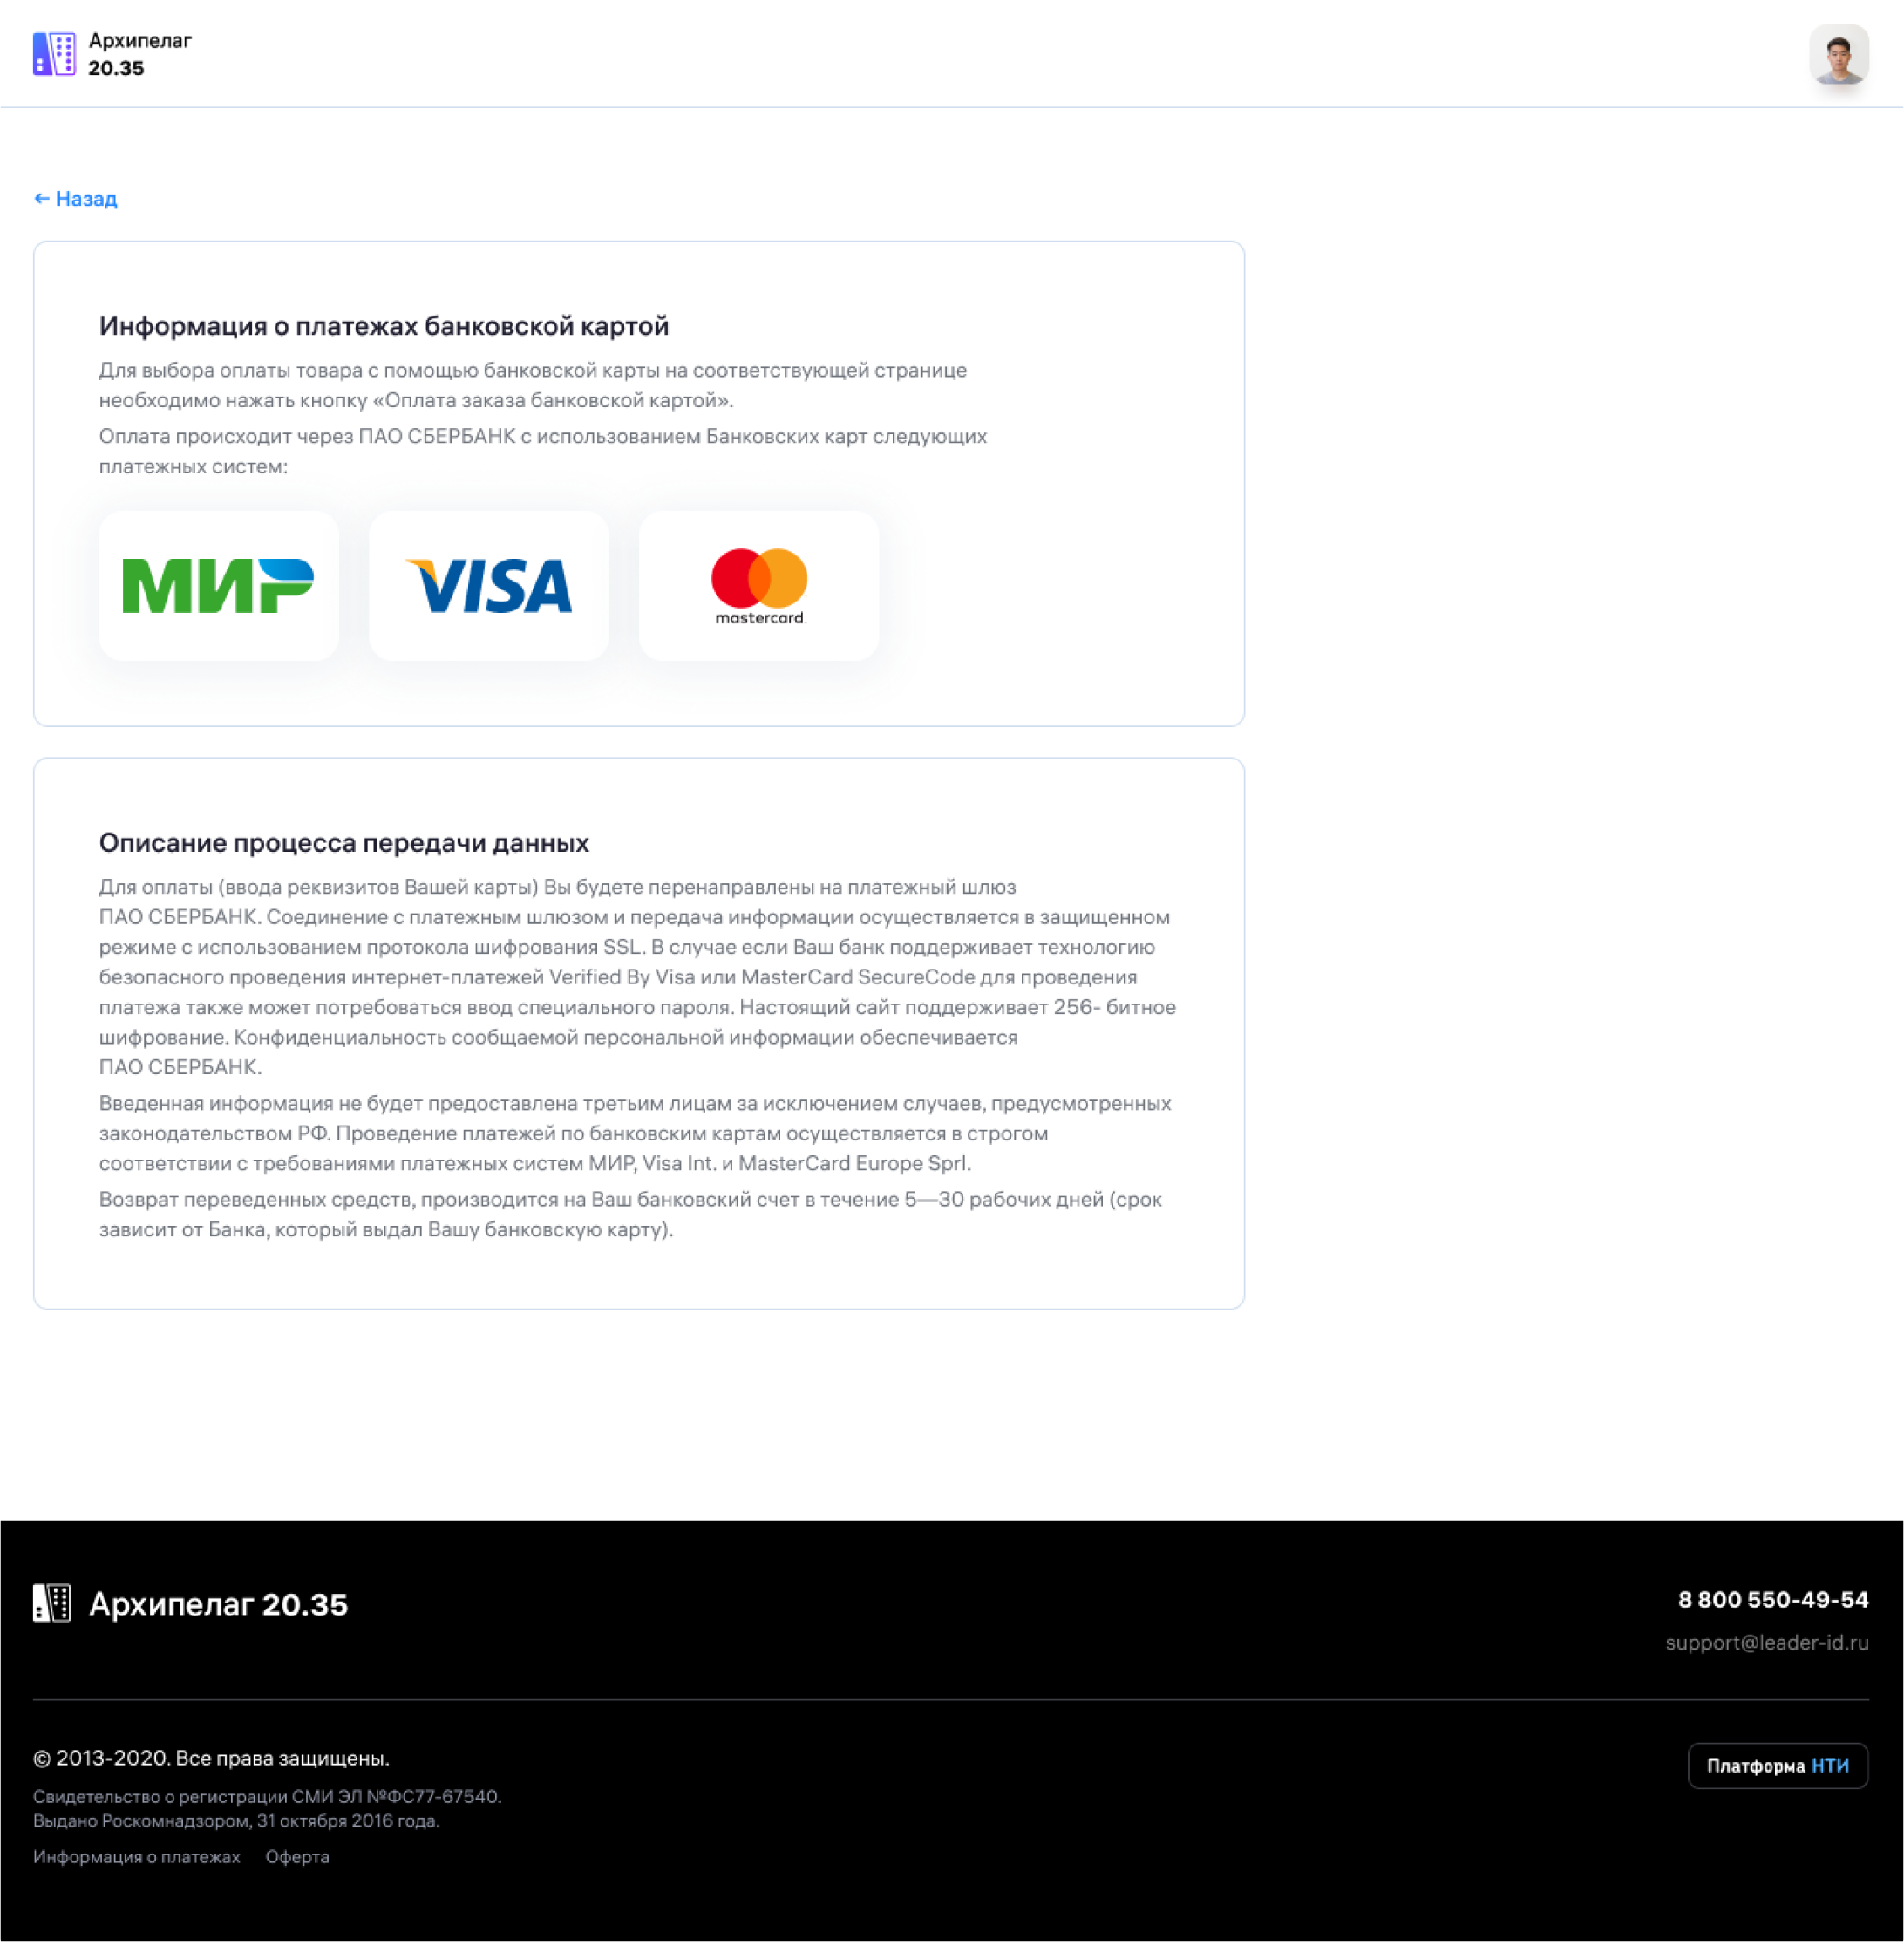 Архипелаг
20.35
← Назад
Информация о платежах банковской картой
Для выбора оплаты товара с помощью банковской карты на соответствующей странице
необходимо нажать кнопку «Оплата заказа банковской картой».
Оплата происходит через ПАО СБЕРБАНК с использованием Банковских карт следующих
платежных систем:
МИР VISA mastercard.
Описание процесса передачи данных
Для оплаты (ввода реквизитов Вашей карты) Вы будете перенаправлены на платежный шлюз
ПАО СБЕРБАНК. Соединение с платежным шлюзом и передача информации осуществляется в защищенном
режиме с использованием протокола шифрования SSL. В случае если Ваш банк поддерживает технологию
безопасного проведения интернет-платежей Verified By Visa или MasterCard SecureCode для проведения
платежа также может потребоваться ввод специального пароля. Настоящий сайт поддерживает 256- битное
шифрование. Конфиденциальность сообщаемой персональной информации обеспечивается
ПАО СБЕРБАНК.
Введенная информация не будет предоставлена третьим лицам за исключением случаев, предусмотренных
законодательством РФ. Проведение платежей по банковским картам осуществляется в строгом
соответствии с требованиями платежных систем МИР, Visa Int. и MasterCard Europe Sprl.
Возврат переведенных средств, производится на Ваш банковский счет в течение 5—30 рабочих дней (срок
зависит от Банка, который выдал Вашу банковскую карту).
Архипелаг 20.35
8 800 550-49-54
support@leader-id.ru
© 2013-2020. Все права защищены.
Платформа НТИ
Свидетельство о регистрации СМИ ЭЛ №ФС77-67540.
Выдано Роскомнадзором, 31 октября 2016 года.
Информация о платежах Оферта